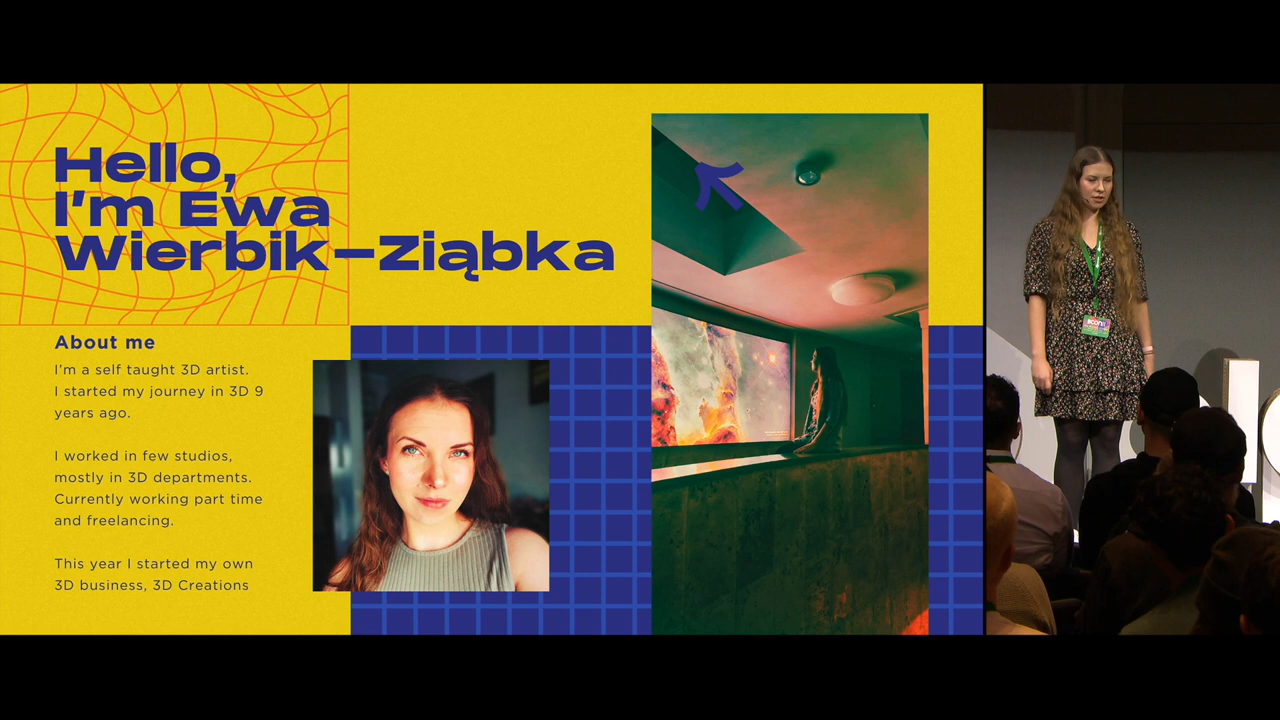 Hello,
I'm Ewa
Wierbik–Ziąbka
About me
I'm a self taught 3D artist.
I started my journey in 3D 9
years ago.
I worked in few studios,
mostly in 3D departments.
Currently working part time
and freelancing.
This year I started my own
3D business, 3D Creations